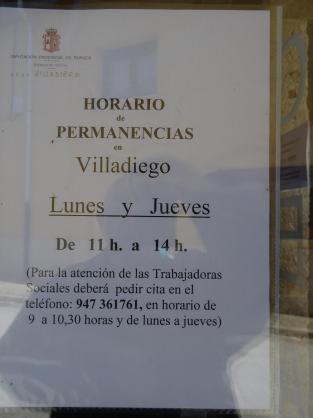 DIPUTACIÓN PROVINCIAL DE BURGOS
VILLADIEGO
HORARIO
de
PERMANENCIAS
en
Villadiego
Lunes y Jueves
De 11 h. a 14 h.
(Para la atención de las Trabajadoras
Sociales deberá pedir cita en el
teléfono: 947 361761, en horario de
9 a 10,30 horas y de lunes a jueves)